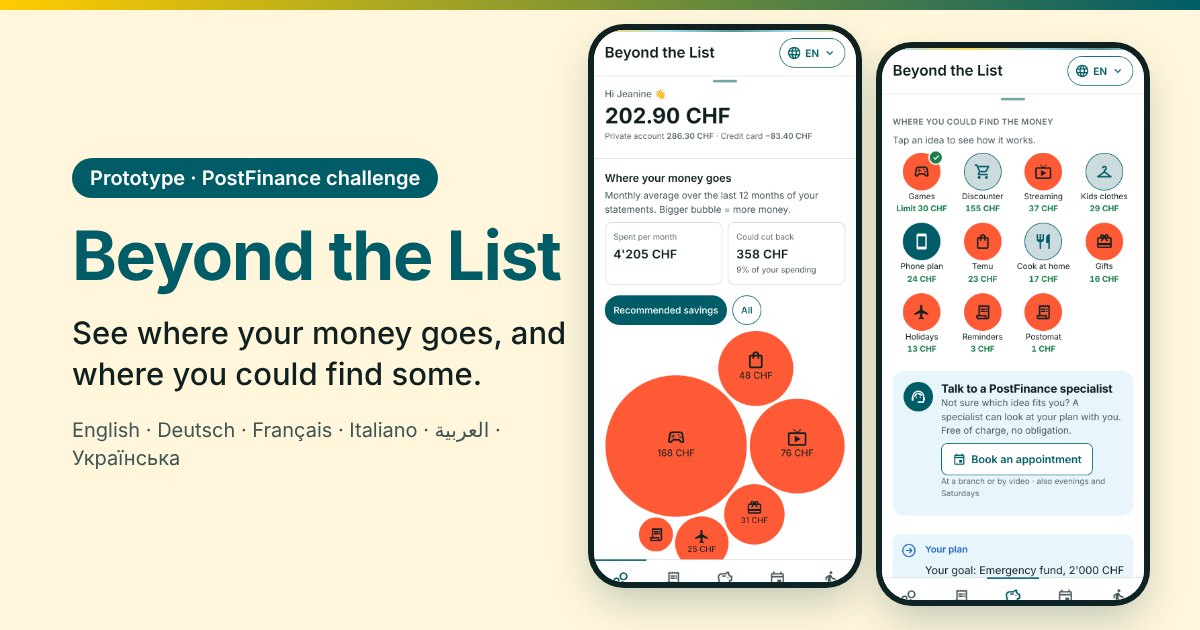 Prototype · PostFinance challenge
Beyond the List
See where your money goes, and
where you could find some.
English · Deutsch · Français · Italiano · العربية ·
Українська
Beyond the List
EN
Hi Jeanine 👋
202.90 CHF
Private account 286.30 CHF · Credit card −83.40 CHF
Where your money goes
Monthly average over the last 12 months of your
statements. Bigger bubble = more money.
Spent per month
4'205 CHF
Could cut back
358 CHF
9% of your spending
Recommended savings
All
48 CHF
168 CHF
76 CHF
31 CHF
25 CHF
Beyond the List
EN
WHERE YOU COULD FIND THE MONEY
Tap an idea to see how it works.
Games
Limit 30 CHF
Discounter
155 CHF
Streaming
37 CHF
Kids clothes
29 CHF
Phone plan
24 CHF
Temu
23 CHF
Cook at home
17 CHF
Gifts
16 CHF
Holidays
13 CHF
Reminders
3 CHF
Postomat
1 CHF
Talk to a PostFinance specialist
Not sure which idea fits you? A
specialist can look at your plan with you.
Free of charge, no obligation.
Book an appointment
At a branch or by video · also evenings and
Saturdays
Your plan
Your goal: Emergency fund, 2'000 CHF